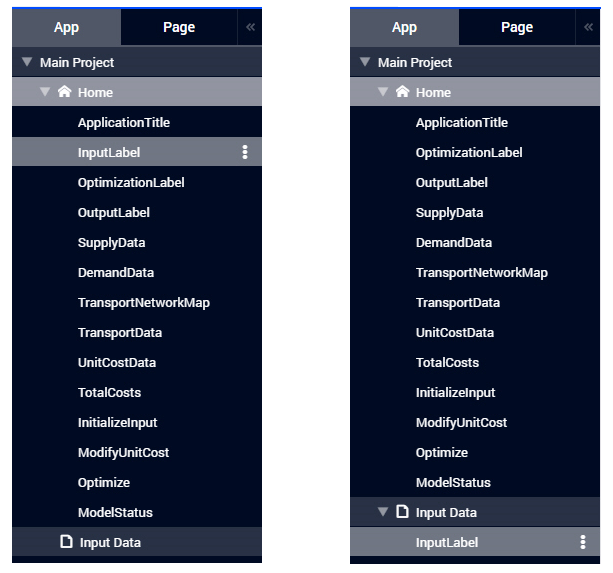 App Page «
Main Project
Home
ApplicationTitle
InputLabel
OptimizationLabel
OutputLabel
SupplyData
DemandData
TransportNetworkMap
TransportData
UnitCostData
TotalCosts
InitializeInput
ModifyUnitCost
Optimize
ModelStatus
Input Data
App Page «
Main Project
Home
ApplicationTitle
OptimizationLabel
OutputLabel
SupplyData
DemandData
TransportNetworkMap
TransportData
UnitCostData
TotalCosts
InitializeInput
ModifyUnitCost
Optimize
ModelStatus
Input Data
InputLabel